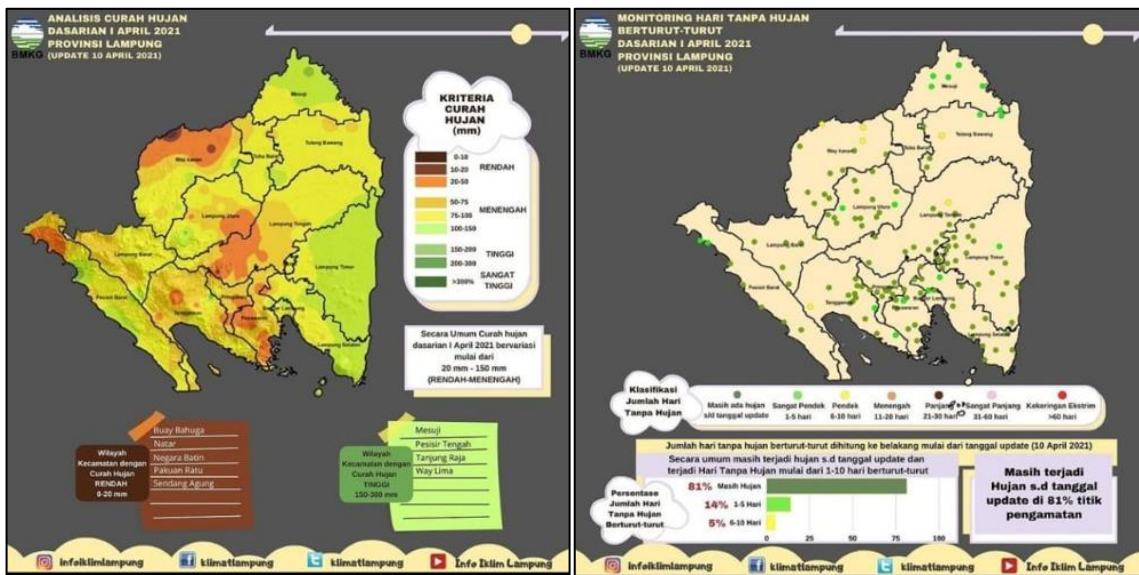 ANALISIS CURAH HUJAN
DASARIAN I APRIL 2021
PROVINSI LAMPUNG
(UPDATE 10 APRIL 2021)
BMKG
KRITERIA
CURAH
HUJAN
(mm)
0-10
10-20
20-50
RENDAH
50-75
75-100
100-150
MENENGAH
150-200
200-300
TINGGI
>300%
SANGAT
TINGGI
Mesuji
Tulang Bawang
Way Kanan
Lampung Utara
Lampung Tengah
Lampung Barat
Lampung Timur
Pesisir Barat
Tanggamus
Pringsewu
Pesawaran
Bandar Lampung
Lampung Selatan
Secara Umum Curah hujan
dasarian I April 2021 bervariasi
mulai dari
20 mm - 150 mm
(RENDAH-MENENGAH)
Wilayah
Kecamatan dengan
Curah Hujan
RENDAH
0-20 mm
Buay Bahuga
Natar
Negara Batin
Pakuan Ratu
Sendang Agung
Wilayah
Kecamatan dengan
Curah Hujan
TINGGI
150-300 mm
Mesuji
Pesisir Tengah
Tanjung Raja
Way Lima
infoiklimlampung
klimatlampung
klimatlampung
Info Iklim Lampung
MONITORING HARI TANPA HUJAN
BERTURUT-TURUT
DASARIAN I APRIL 2021
PROVINSI LAMPUNG
(UPDATE 10 APRIL 2021)
BMKG
Mesuji
Tulang Bawang
Way Kanan
Lampung Utara
Lampung Tengah
Lampung Barat
Lampung Timur
Pesisir Barat
Tanggamus
Pesawaran
Lampung Selatan
Klasifikasi
Jumlah Hari
Tanpa Hujan
Masih ada hujan
s/d tanggal update
Sangat Pendek
1-5 hari
Pendek
6-10 hari
Menengah
11-20 hari
Panjang
21-30 hari
Sangat Panjang
31-60 hari
Kekeringan Ekstrim
>60 hari
Jumlah hari tanpa hujan berturut-turut dihitung ke belakang mulai dari tanggal update (10 April 2021)
Secara umum masih terjadi hujan s.d tanggal update dan
terjadi Hari Tanpa Hujan mulai dari 1-10 hari berturut-turut
Persentase
Jumlah Hari
Tanpa Hujan
Berturut-turut
81% Masih Hujan
14% 1-5 Hari
5% 6-10 Hari
0 25 50 75 100
Masih terjadi
Hujan s.d tanggal
update di 81% titik
pengamatan
infoiklimlampung
klimatlampung
klimatlampung
Info Iklim Lampung